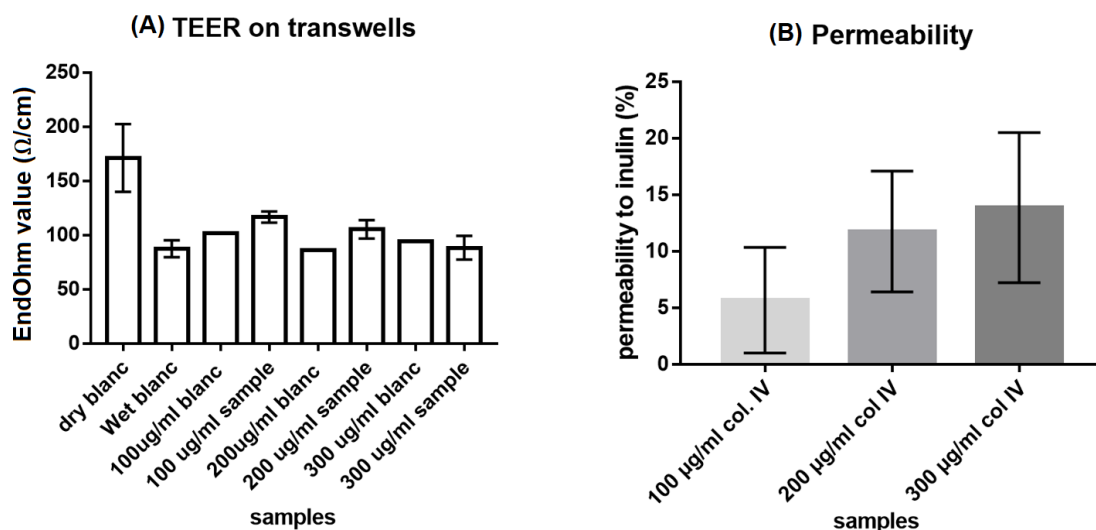 (A) TEER on transwells
EndOhm value (Ω/cm)
250
200
150
100
50
0
dry blanc
Wet blanc
100ug/ml blanc
100 ug/ml sample
200ug/ml blanc
200 ug/ml sample
300 ug/ml blanc
300 ug/ml sample
samples
(B) Permeability
permeability to inulin (%)
25
20
15
10
5
0
100 µg/ml col. IV
200 µg/ml col IV
300 µg/ml col IV
samples